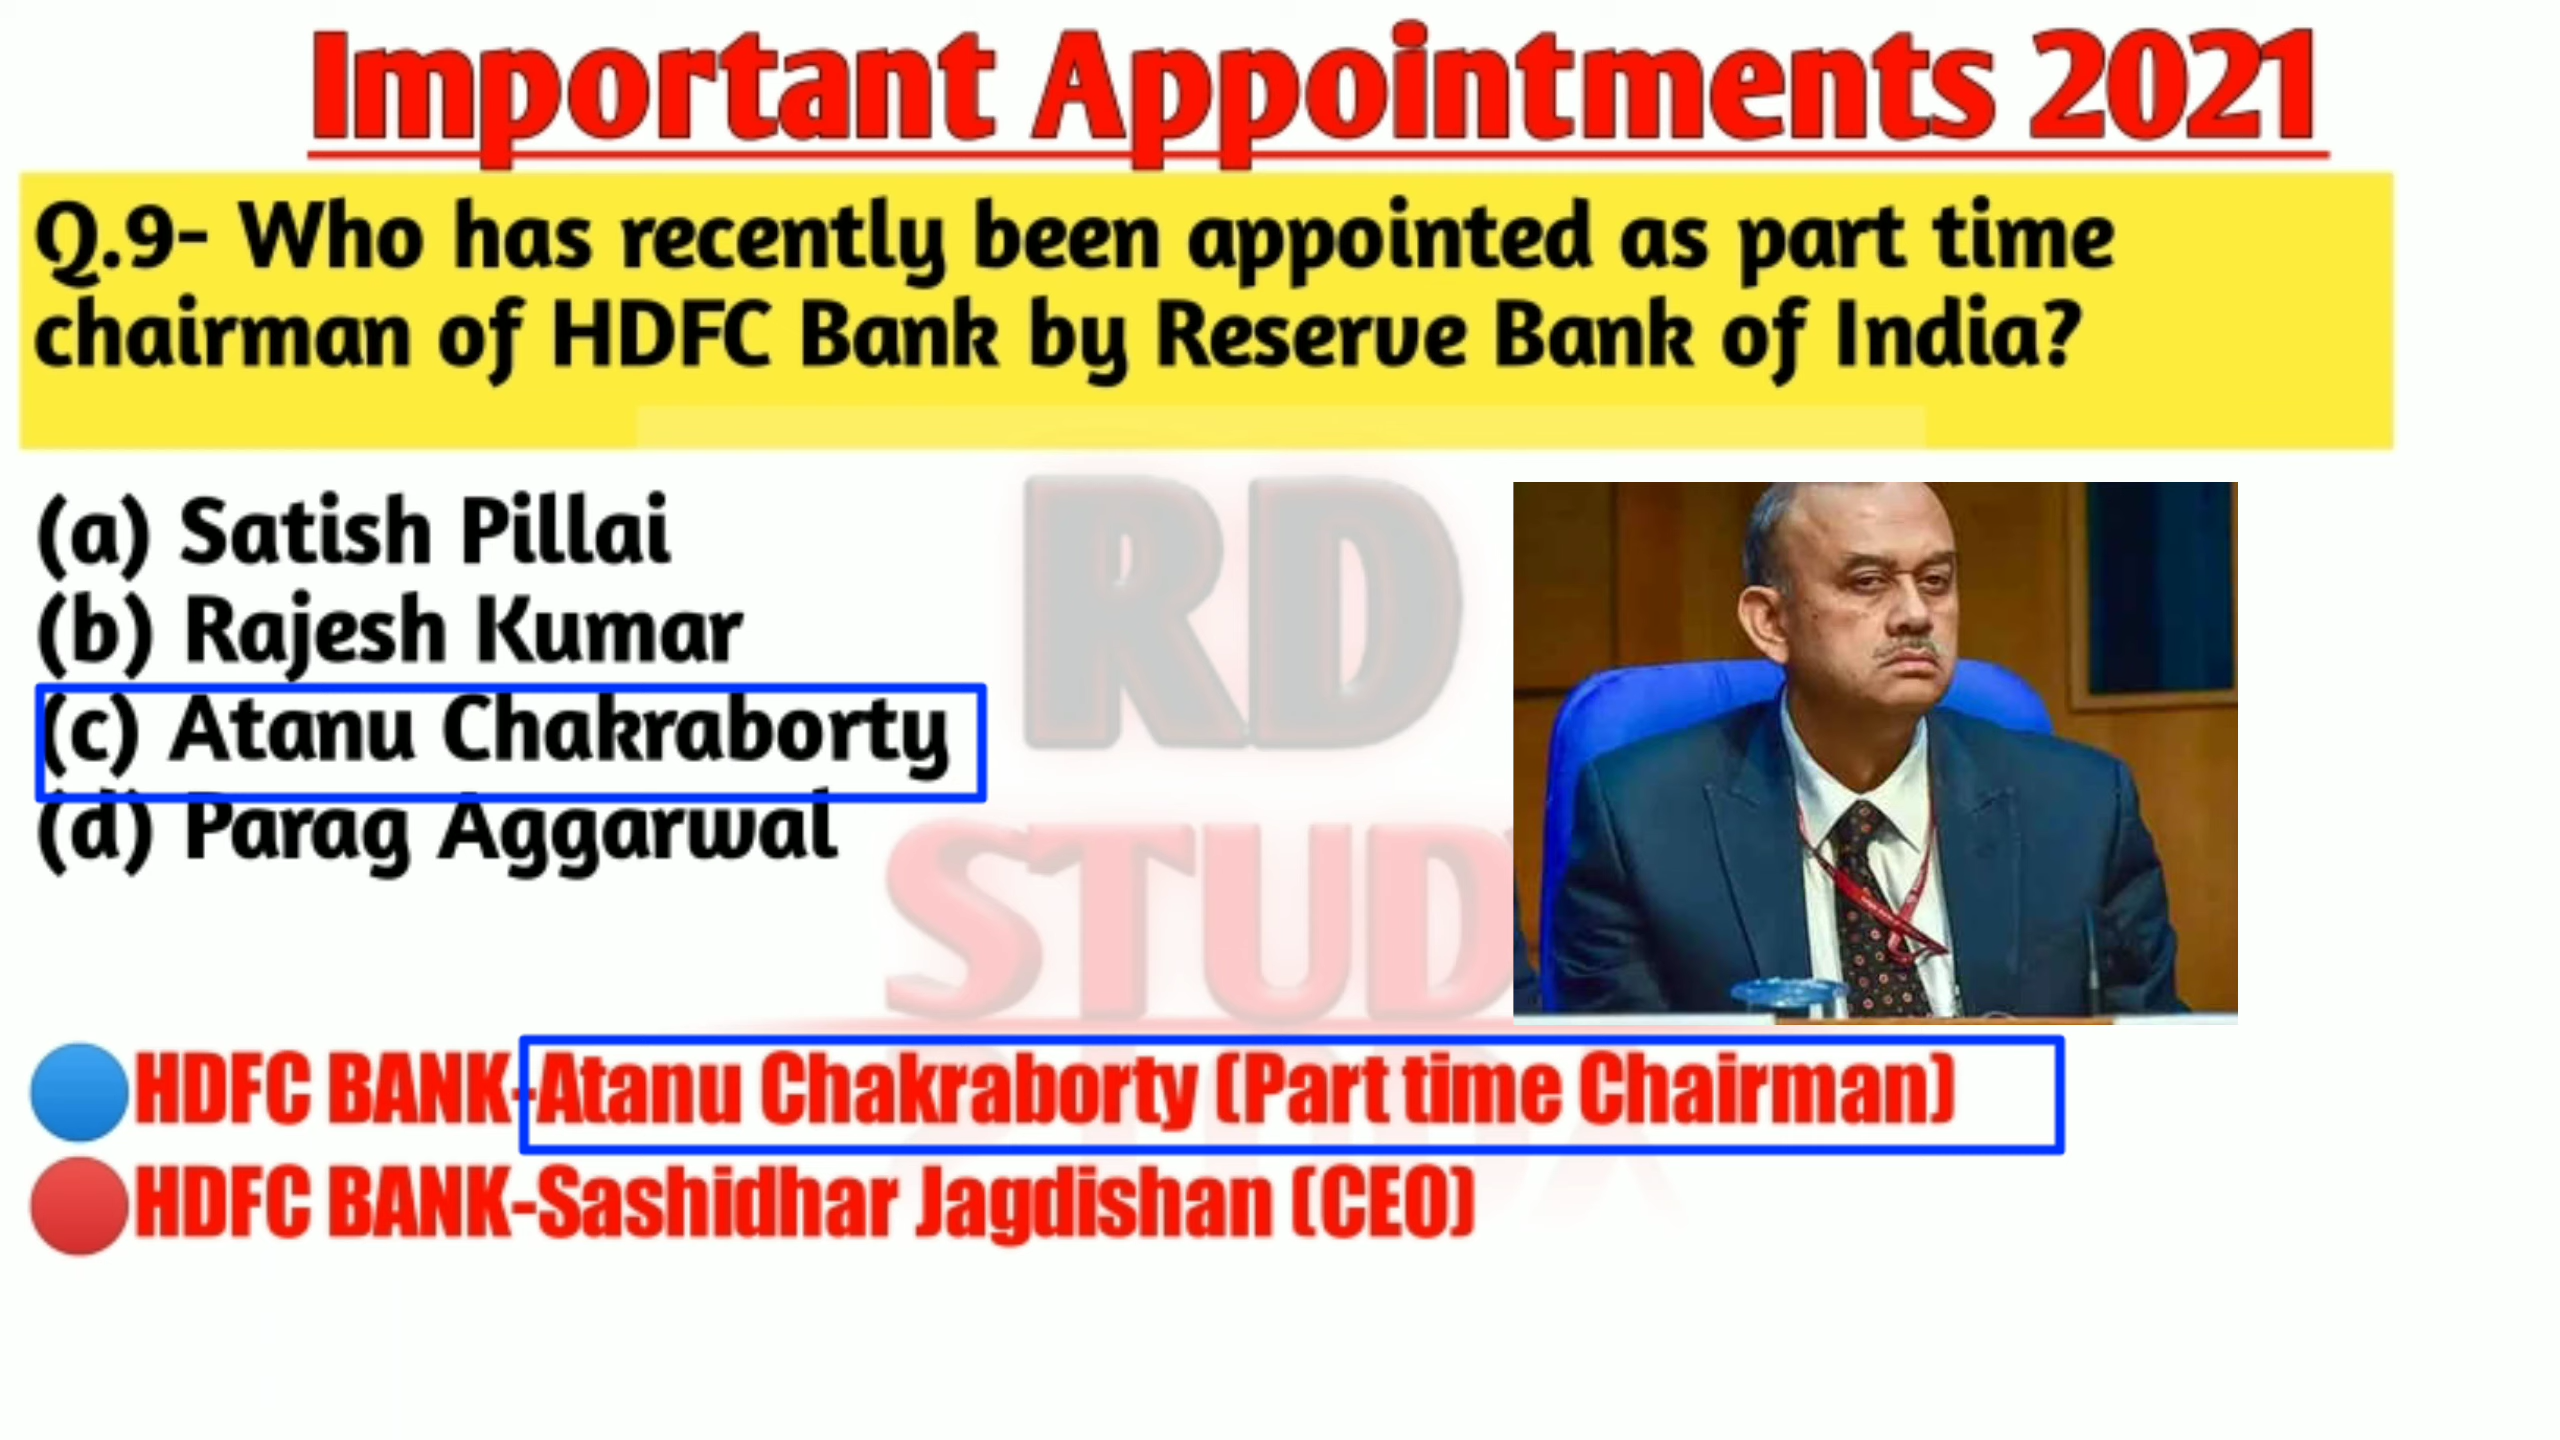 Important Appointments 2021
Q.9- Who has recently been appointed as part time
chairman of HDFC Bank by Reserve Bank of India?
(a) Satish Pillai
(b) Rajesh Kumar
(c) Atanu Chakraborty
(d) Parag Aggarwal
RD
STUD
HDFC BANK-Atanu Chakraborty (Part time Chairman)
HDFC BANK-Sashidhar Jagdishan (CEO)